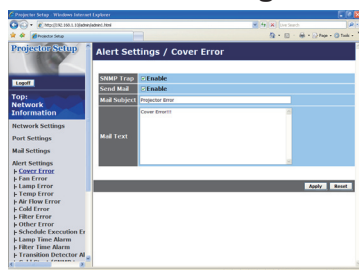 Projector Setup - Windows Internet Explorer
Projector Setup
Page
Tools
Projector Setup
Logoff
Top:
Network
Information
Network Settings
Port Settings
Mail Settings
Alert Settings
Cover Error
Fan Error
Lamp Error
Temp Error
Air Flow Error
Cold Error
Filter Error
Other Error
Schedule Execution Er
Lamp Time Alarm
Filter Time Alarm
Transition Detector Al
Alert Settings / Cover Error
SNMP Trap Enable
Send Mail Enable
Mail Subject Projector Error
Mail Text Cover Error!!!
Apply Reset